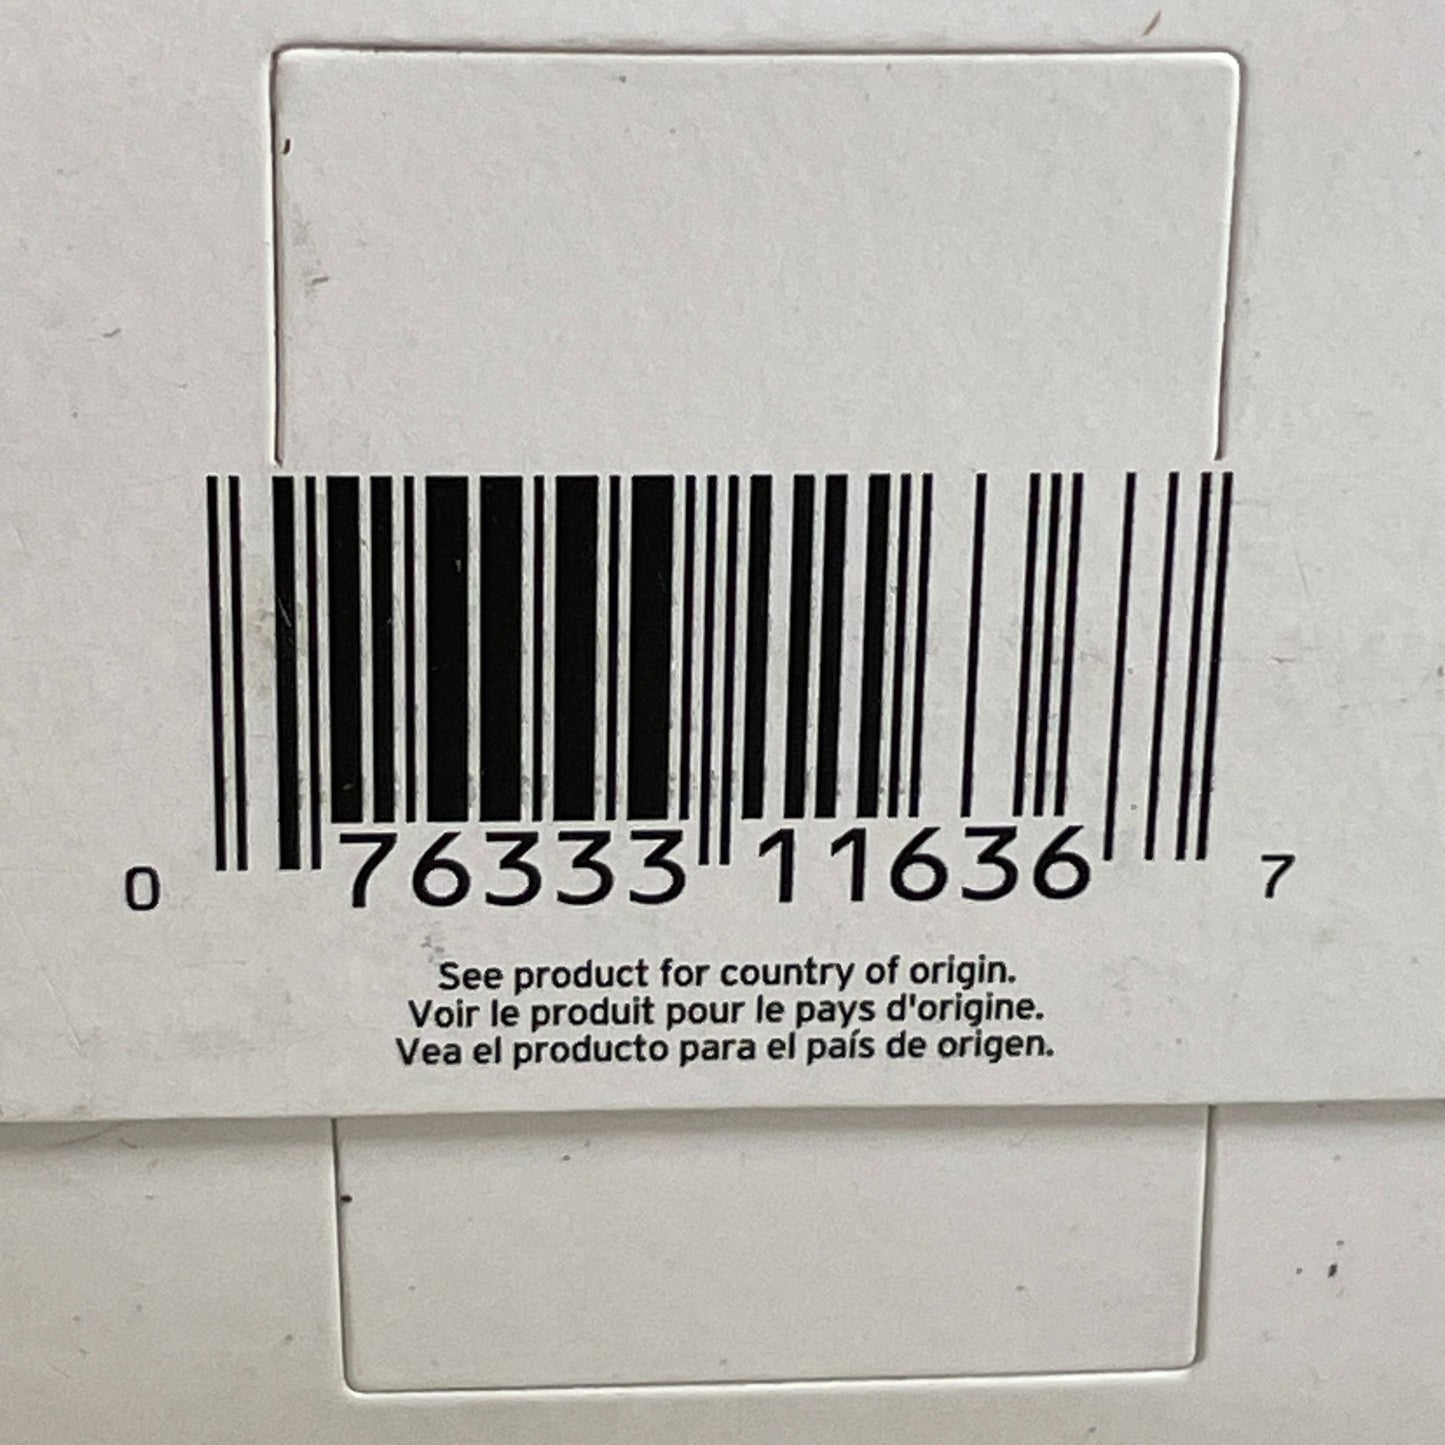 0 76333 11636 7
See product for country of origin.
Voir le produit pour le pays d'origine.
Vea el producto para el país de origen.